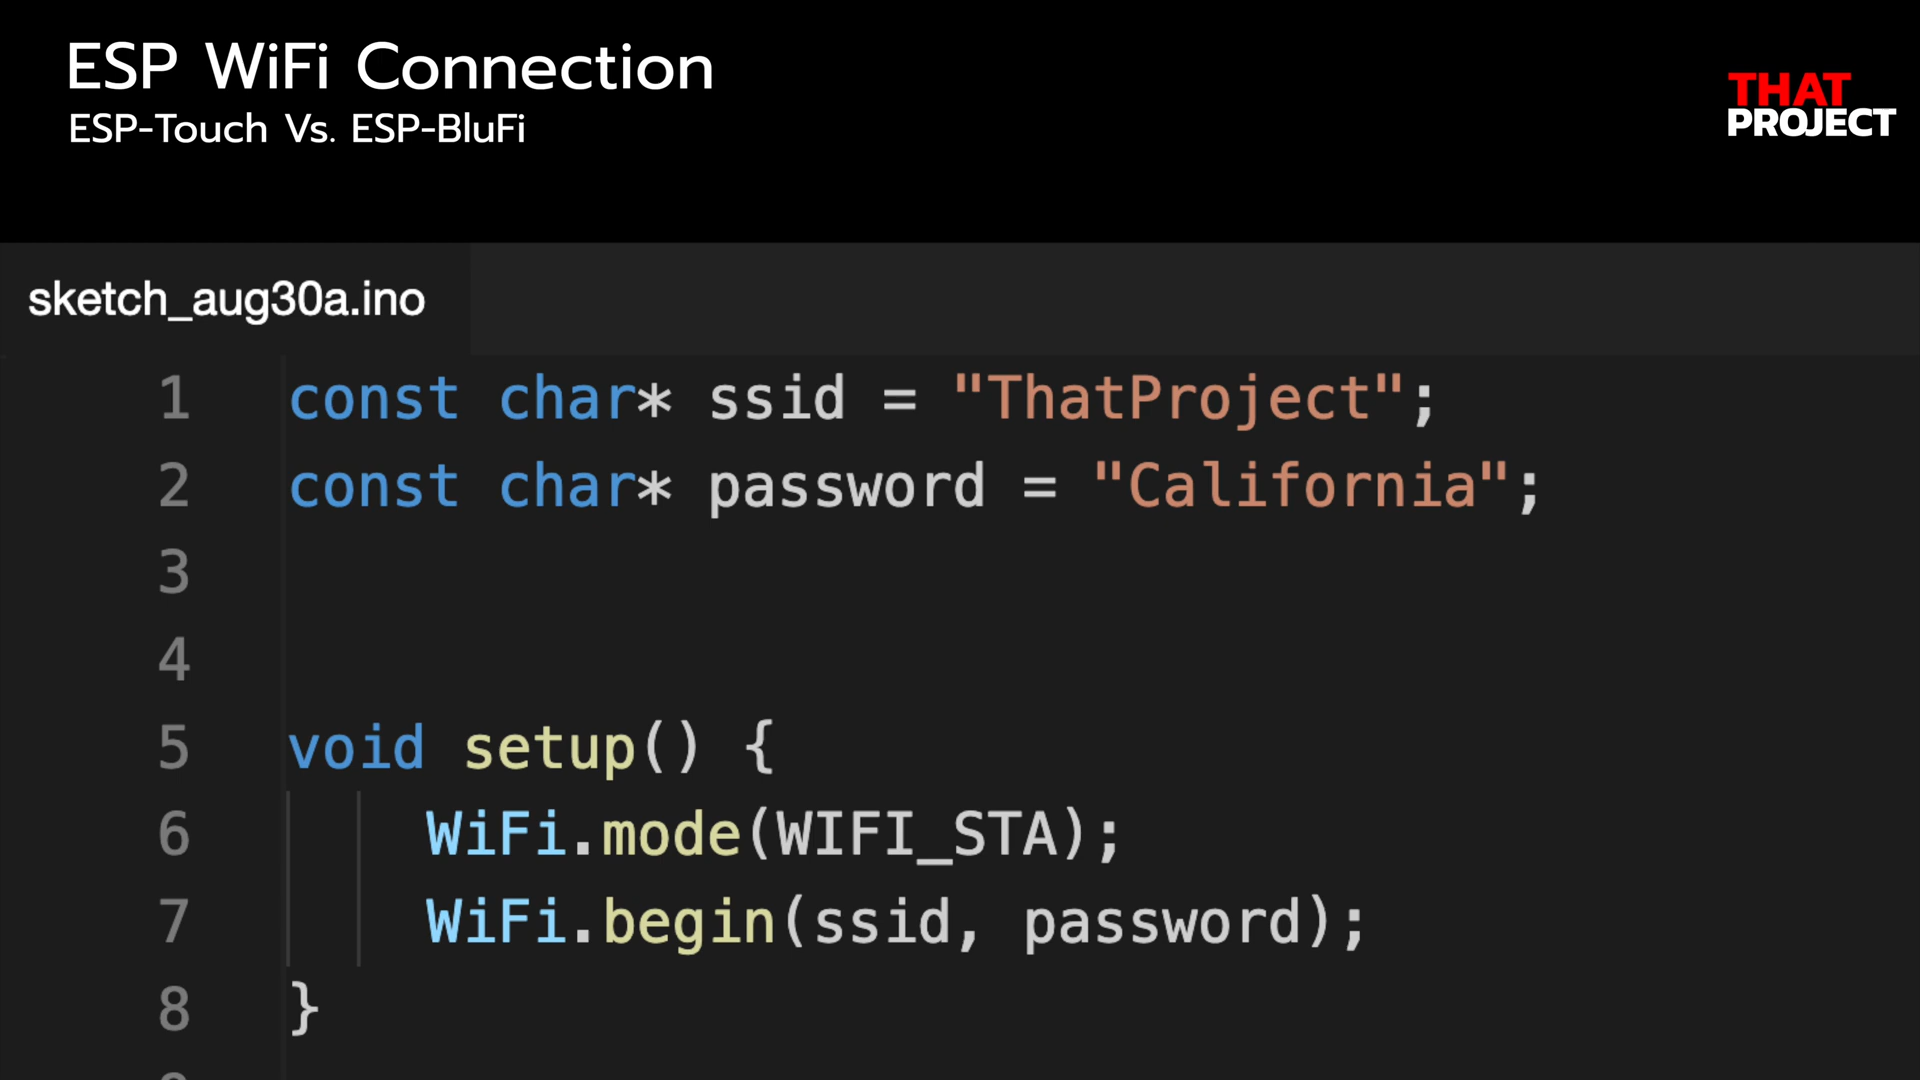 ESP WiFi Connection
ESP-Touch Vs. ESP-BluFi
THAT
PROJECT
sketch_aug30a.ino
1 const char* ssid = "ThatProject";
2 const char* password = "California";
3
4
5 void setup() {
6 WiFi.mode(WIFI_STA);
7 WiFi.begin(ssid, password);
8 }